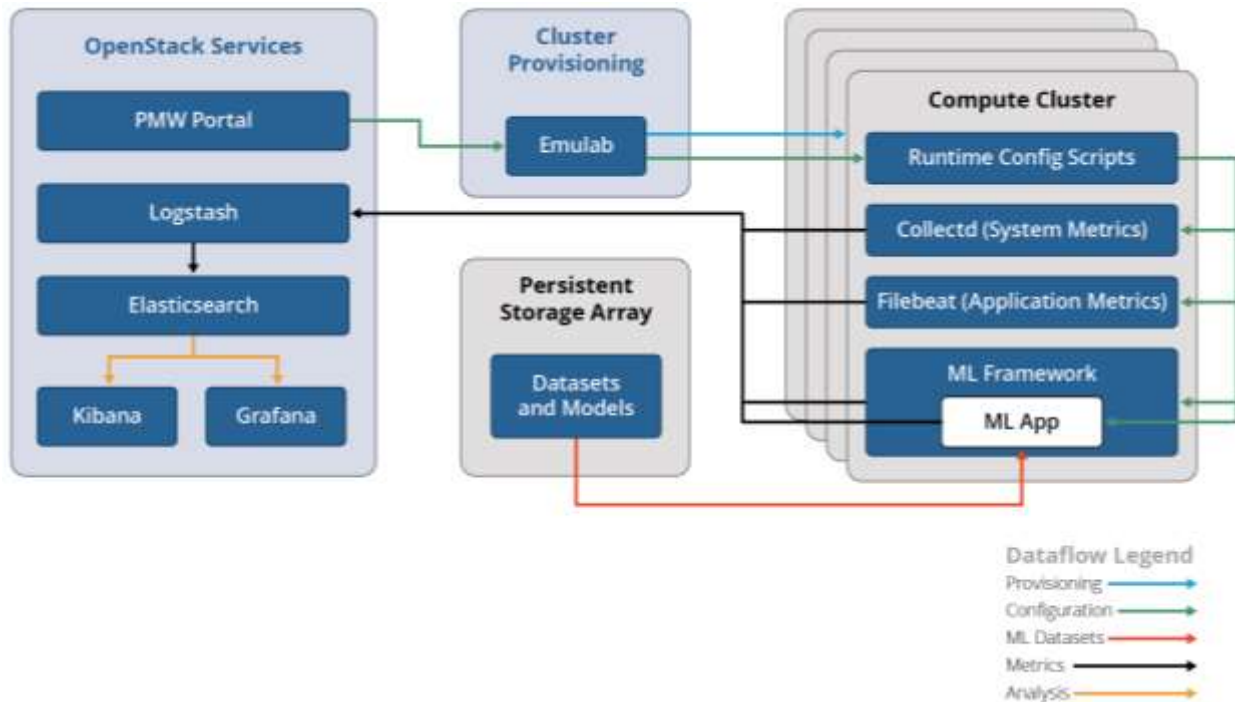 OpenStack Services
PMW Portal
Logstash
Elasticsearch
Kibana
Grafana
Cluster
Provisioning
Emulab
Persistent
Storage Array
Datasets
and Models
Compute Cluster
Runtime Config Scripts
Collectd (System Metrics)
Filebeat (Application Metrics)
ML Framework
ML App
Dataflow Legend
Provisioning
Configuration
ML Datasets
Metrics
Analysis